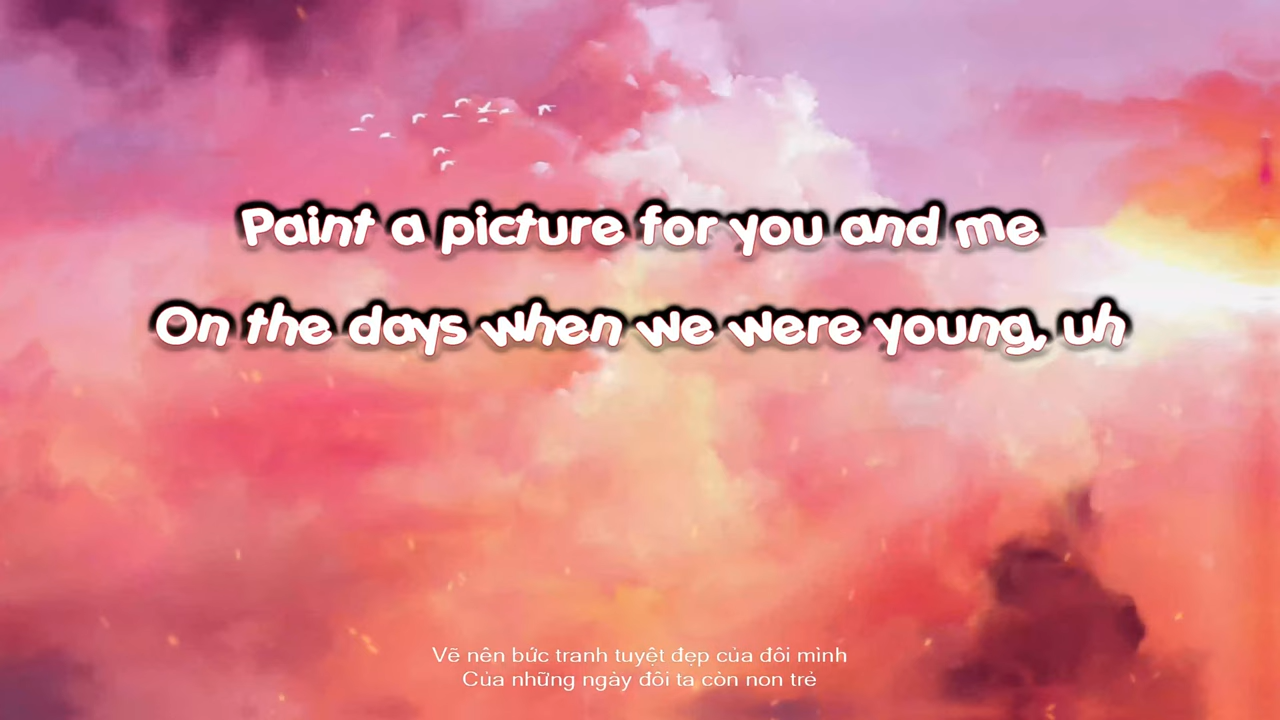 Paint a picture for you and me
On the days when we were young, uh
Vẽ nên bức tranh tuyệt đẹp của đôi mình
Của những ngày đôi ta còn non trẻ